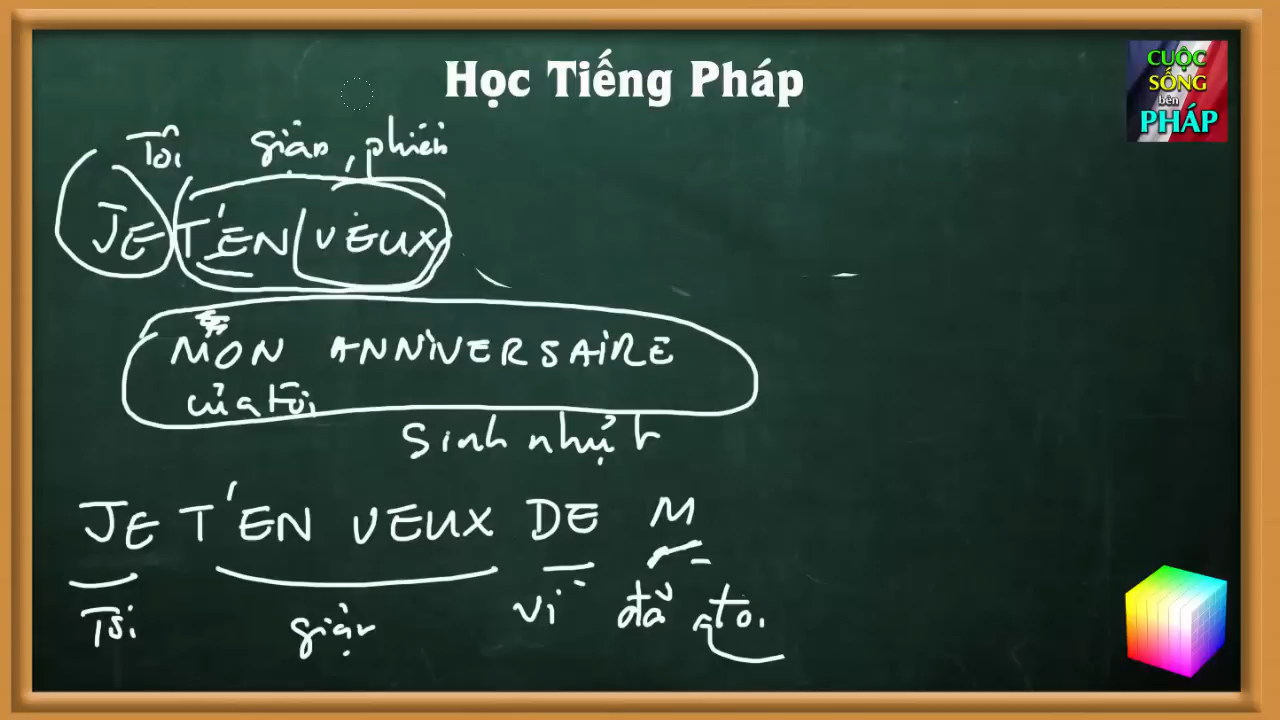 Học Tiếng Pháp
CUỘC
SỐNG
bên
PHÁP
Tôi giận, phiền
JE T'EN VEUX
MON ANNIVERSAIRE
của tôi
Sinh nhật
JE T'EN VEUX DE M
Tôi giận vì đã tôi